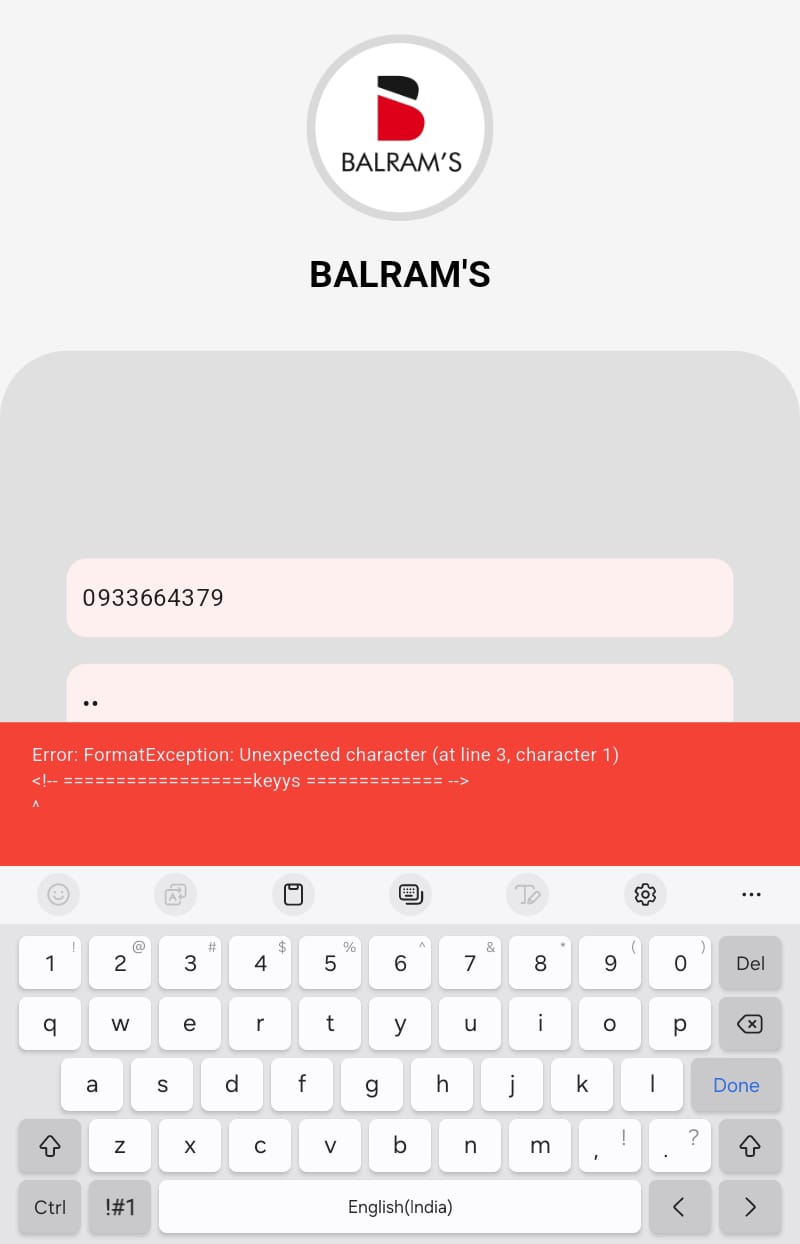 BALRAM'S
BALRAM'S
0933664379
••
Error: FormatException: Unexpected character (at line 3, character 1)
<!-- ==================keyys ============= -->
^
1 ! 2 @ 3 # 4 $ 5 % 6 ^ 7 & 8 * 9 ( 0 ) Del
q w e r t y u i o p
a s d f g h j k l Done
z x c v b n m , ! . ?
Ctrl !#1 English(India) < >